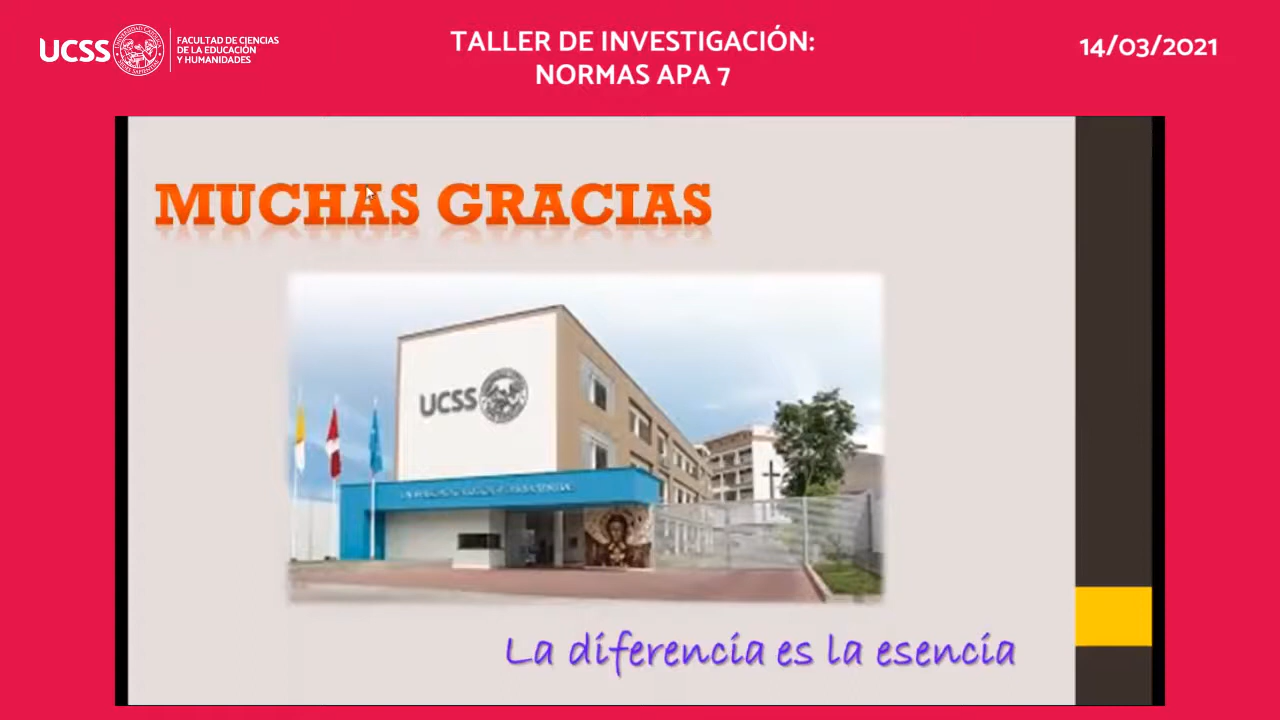 UCSS
FACULTAD DE CIENCIAS
DE LA EDUCACIÓN
Y HUMANIDADES
TALLER DE INVESTIGACIÓN:
NORMAS APA 7
14/03/2021
MUCHAS GRACIAS
UCSS
La diferencia es la esencia